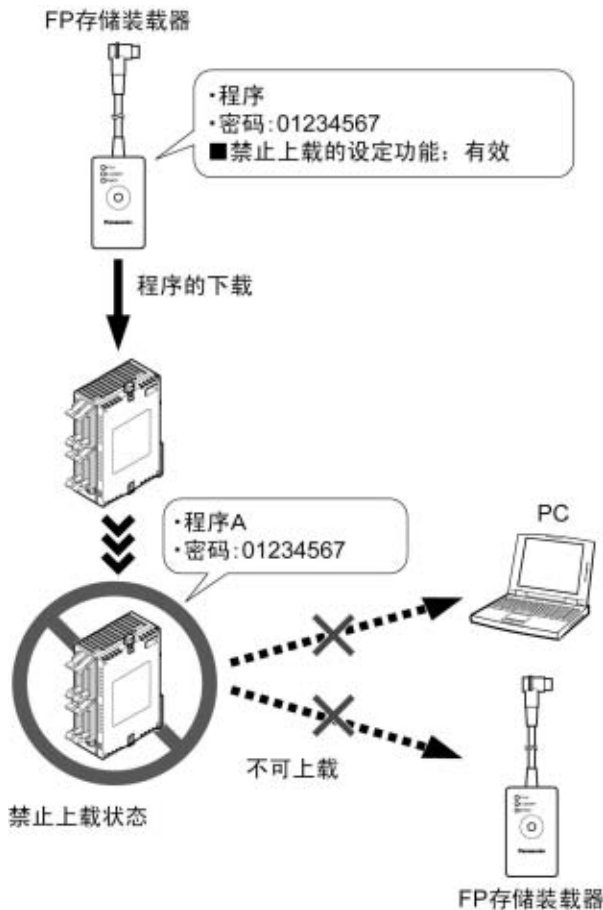 FP存储装载器
·程序
·密码:01234567
■禁止上载的设定功能：有效
Panasonic
程序的下载
·程序A
·密码:01234567
PC
不可上载
禁止上载状态
Panasonic
FP存储装载器